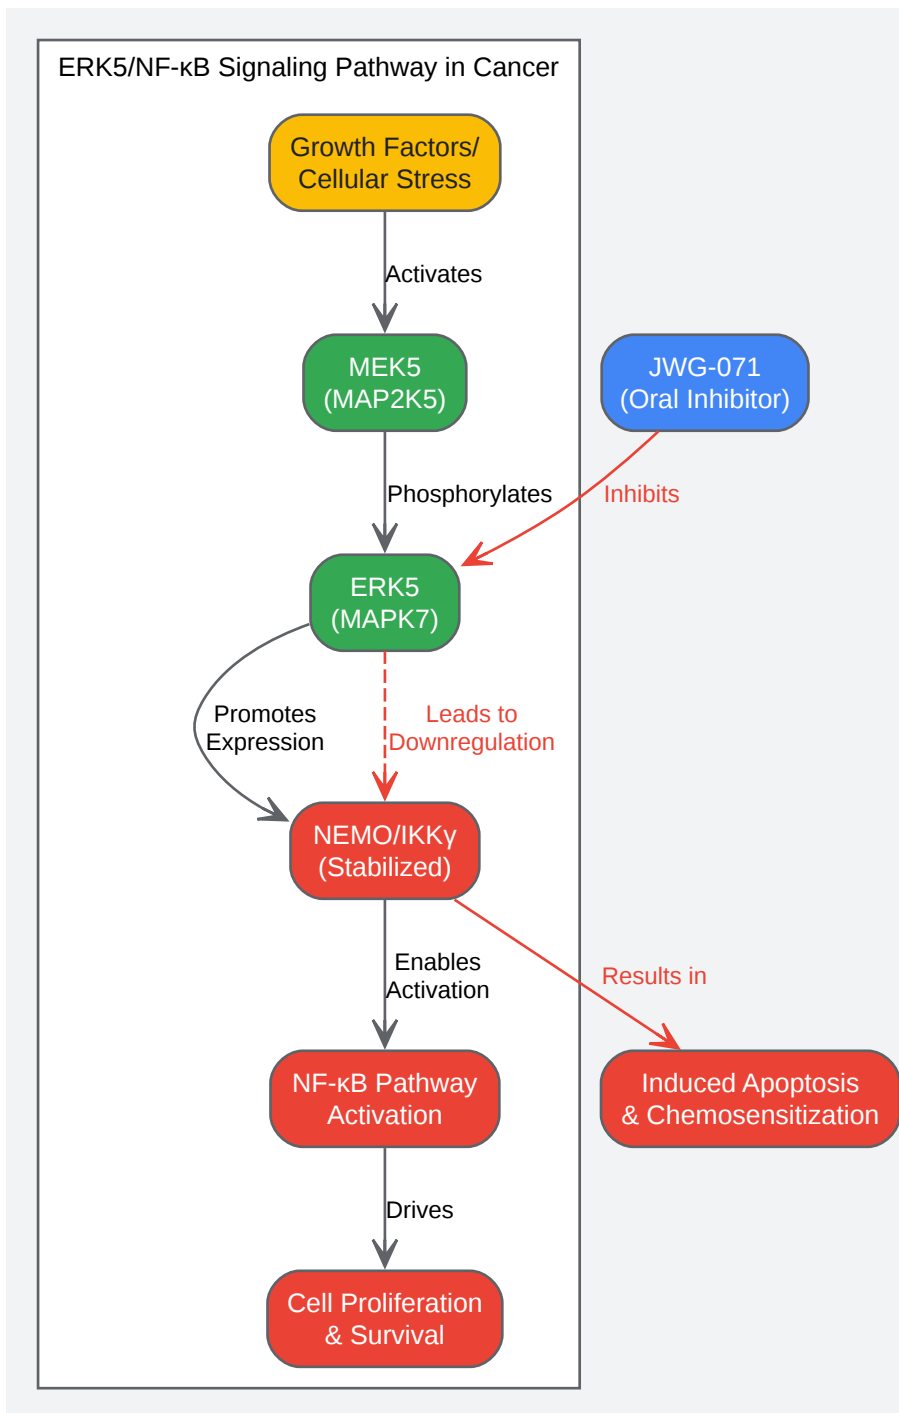 ERK5/NF-κB Signaling Pathway in Cancer
Growth Factors/
Cellular Stress
Activates
MEK5
(MAP2K5)
JWG-071
(Oral Inhibitor)
Phosphorylates
Inhibits
ERK5
(MAPK7)
Promotes
Expression
Leads to
Downregulation
NEMO/IKKγ
(Stabilized)
Enables
Activation
Results in
NF-κB Pathway
Activation
Induced Apoptosis
& Chemosensitization
Drives
Cell Proliferation
& Survival